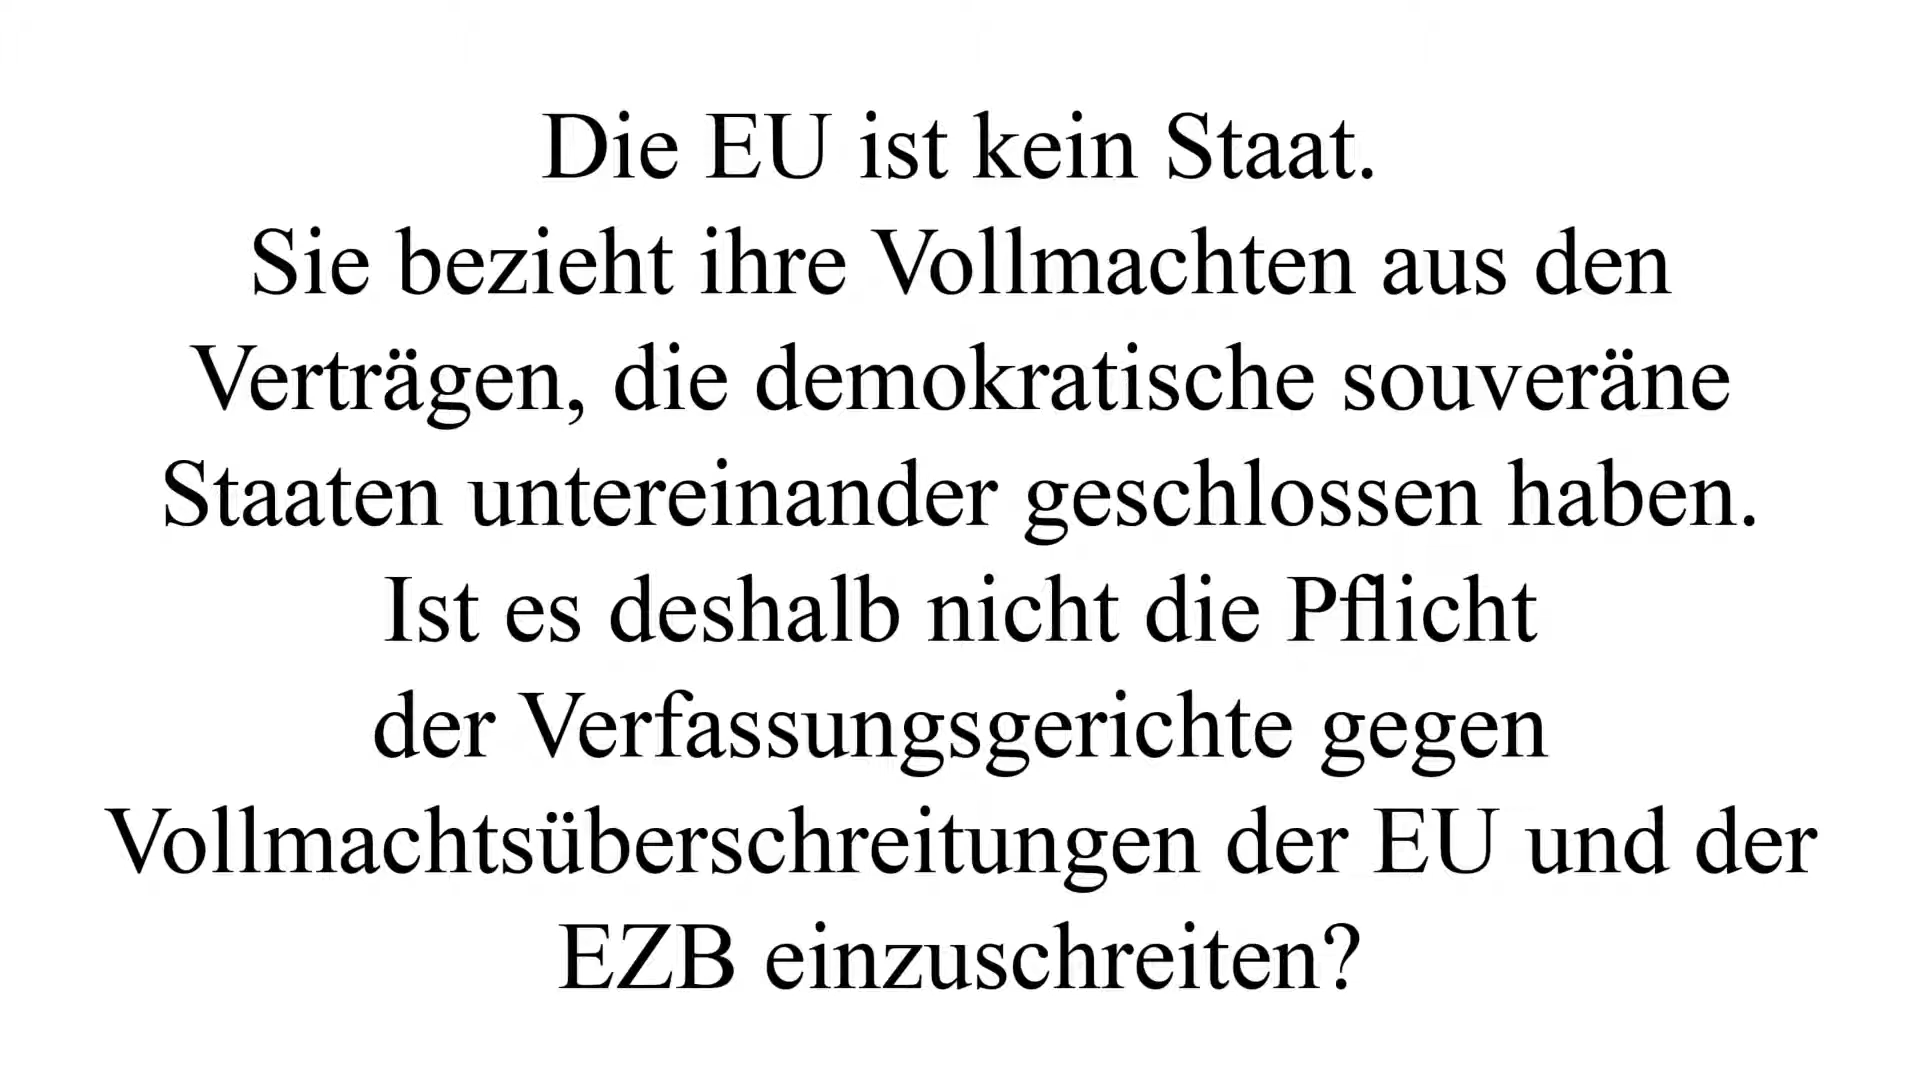 Die EU ist kein Staat.
Sie bezieht ihre Vollmachten aus den
Verträgen, die demokratische souveräne
Staaten untereinander geschlossen haben.
Ist es deshalb nicht die Pflicht
der Verfassungsgerichte gegen
Vollmachtsüberschreitungen der EU und der
EZB einzuschreiten?